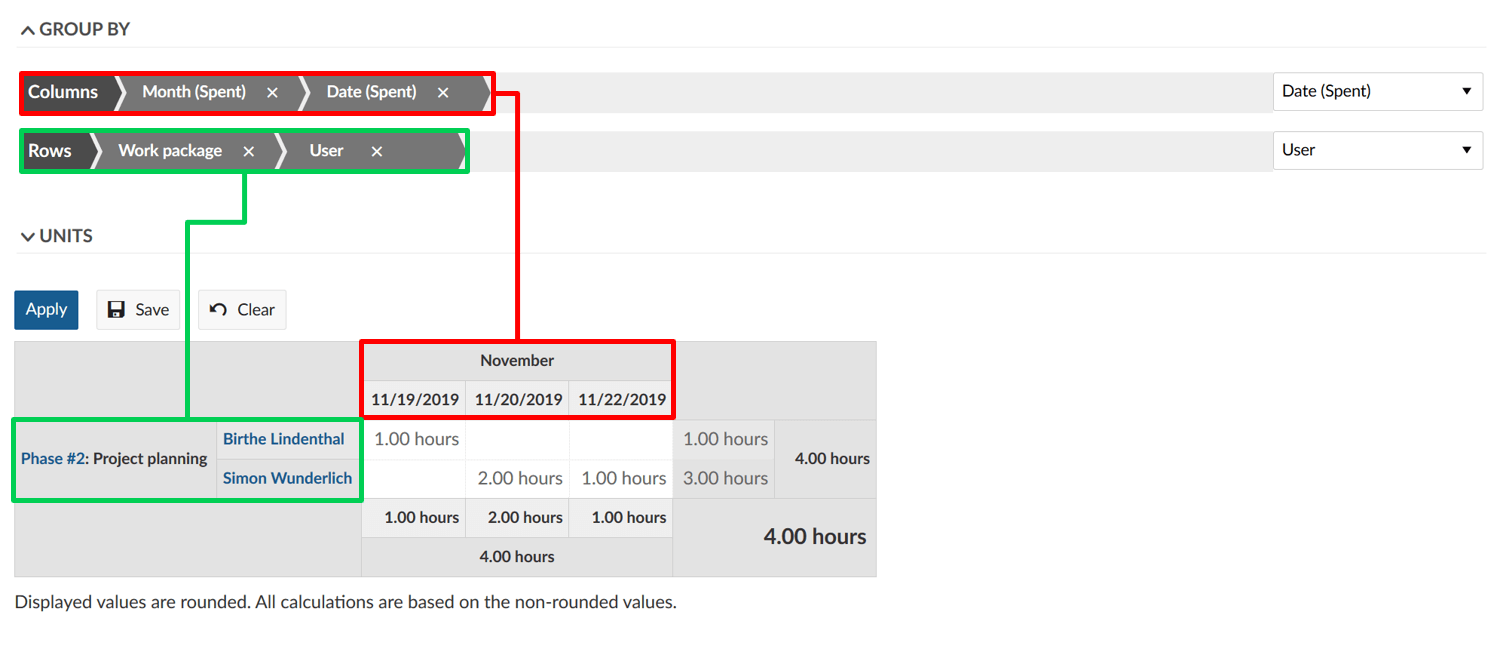 GROUP BY
Columns Month (Spent) × Date (Spent) × Date (Spent)
Rows Work package × User × User
UNITS
Apply Save Clear
November
11/19/2019 11/20/2019 11/22/2019
Phase #2: Project planning Birthe Lindenthal 1.00 hours 1.00 hours 4.00 hours
Simon Wunderlich 2.00 hours 1.00 hours 3.00 hours
1.00 hours 2.00 hours 1.00 hours 4.00 hours
4.00 hours
Displayed values are rounded. All calculations are based on the non-rounded values.